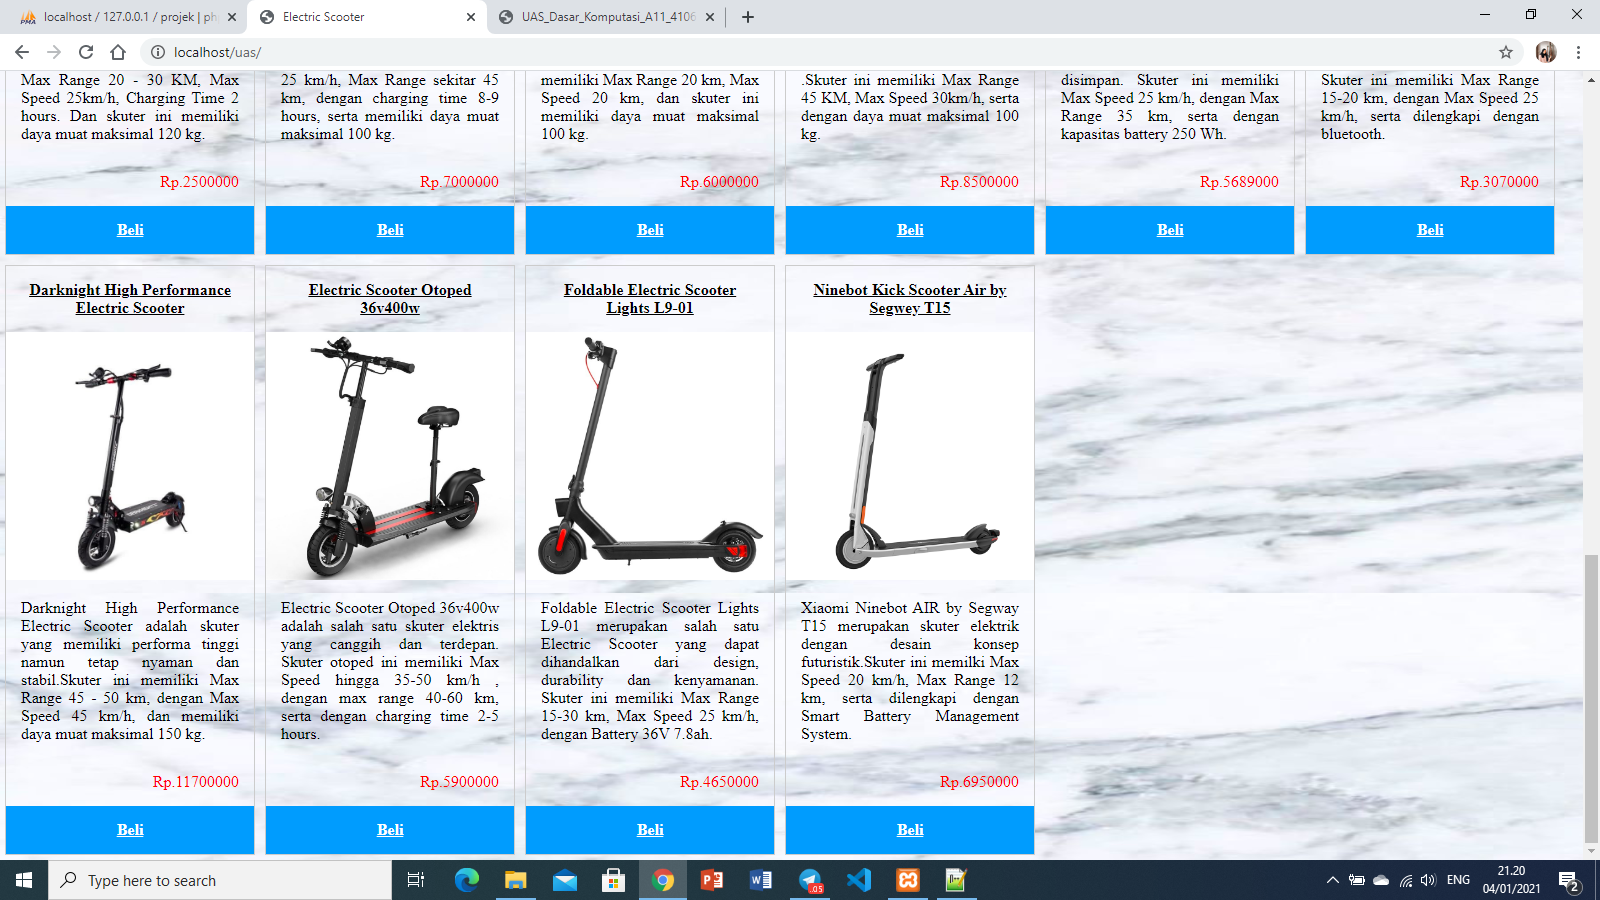 localhost / 127.0.0.1 / projek | ph
Electric Scooter
UAS_Dasar_Komputasi_A11_4106
localhost/uas/
Max Range 20 - 30 KM, Max
Speed 25km/h, Charging Time 2
hours. Dan skuter ini memiliki
daya muat maksimal 120 kg.
Rp.2500000
Beli
25 km/h, Max Range sekitar 45
km, dengan charging time 8-9
hours, serta memiliki daya muat
maksimal 100 kg.
Rp.7000000
Beli
memiliki Max Range 20 km, Max
Speed 20 km, dan skuter ini
memiliki daya muat maksimal
100 kg.
Rp.6000000
Beli
.Skuter ini memiliki Max Range
45 KM, Max Speed 30km/h, serta
dengan daya muat maksimal 100
kg.
Rp.8500000
Beli
disimpan. Skuter ini memiliki
Max Speed 25 km/h, dengan Max
Range 35 km, serta dengan
kapasitas battery 250 Wh.
Rp.5689000
Beli
Skuter ini memiliki Max Range
15-20 km, dengan Max Speed 25
km/h, serta dilengkapi dengan
bluetooth.
Rp.3070000
Beli
Darknight High Performance
Electric Scooter
Darknight High Performance
Electric Scooter adalah skuter
yang memiliki performa tinggi
namun tetap nyaman dan
stabil.Skuter ini memiliki Max
Range 45 - 50 km, dengan Max
Speed 45 km/h, dan memiliki
daya muat maksimal 150 kg.
Rp.11700000
Beli
Electric Scooter Otoped
36v400w
Electric Scooter Otoped 36v400w
adalah salah satu skuter elektris
yang canggih dan terdepan.
Skuter otoped ini memiliki Max
Speed hingga 35-50 km/h ,
dengan max range 40-60 km,
serta dengan charging time 2-5
hours.
Rp.5900000
Beli
Foldable Electric Scooter
Lights L9-01
Foldable Electric Scooter Lights
L9-01 merupakan salah satu
Electric Scooter yang dapat
dihandalkan dari design,
durability dan kenyamanan.
Skuter ini memiliki Max Range
15-30 km, Max Speed 25 km/h,
dengan Battery 36V 7.8ah.
Rp.4650000
Beli
Ninebot Kick Scooter Air by
Segwey T15
Xiaomi Ninebot AIR by Segway
T15 merupakan skuter elektrik
dengan desain konsep
futuristik.Skuter ini memilki Max
Speed 20 km/h, Max Range 12
km, serta dilengkapi dengan
Smart Battery Management
System.
Rp.6950000
Beli
Type here to search
ENG
21.20
04/01/2021
2